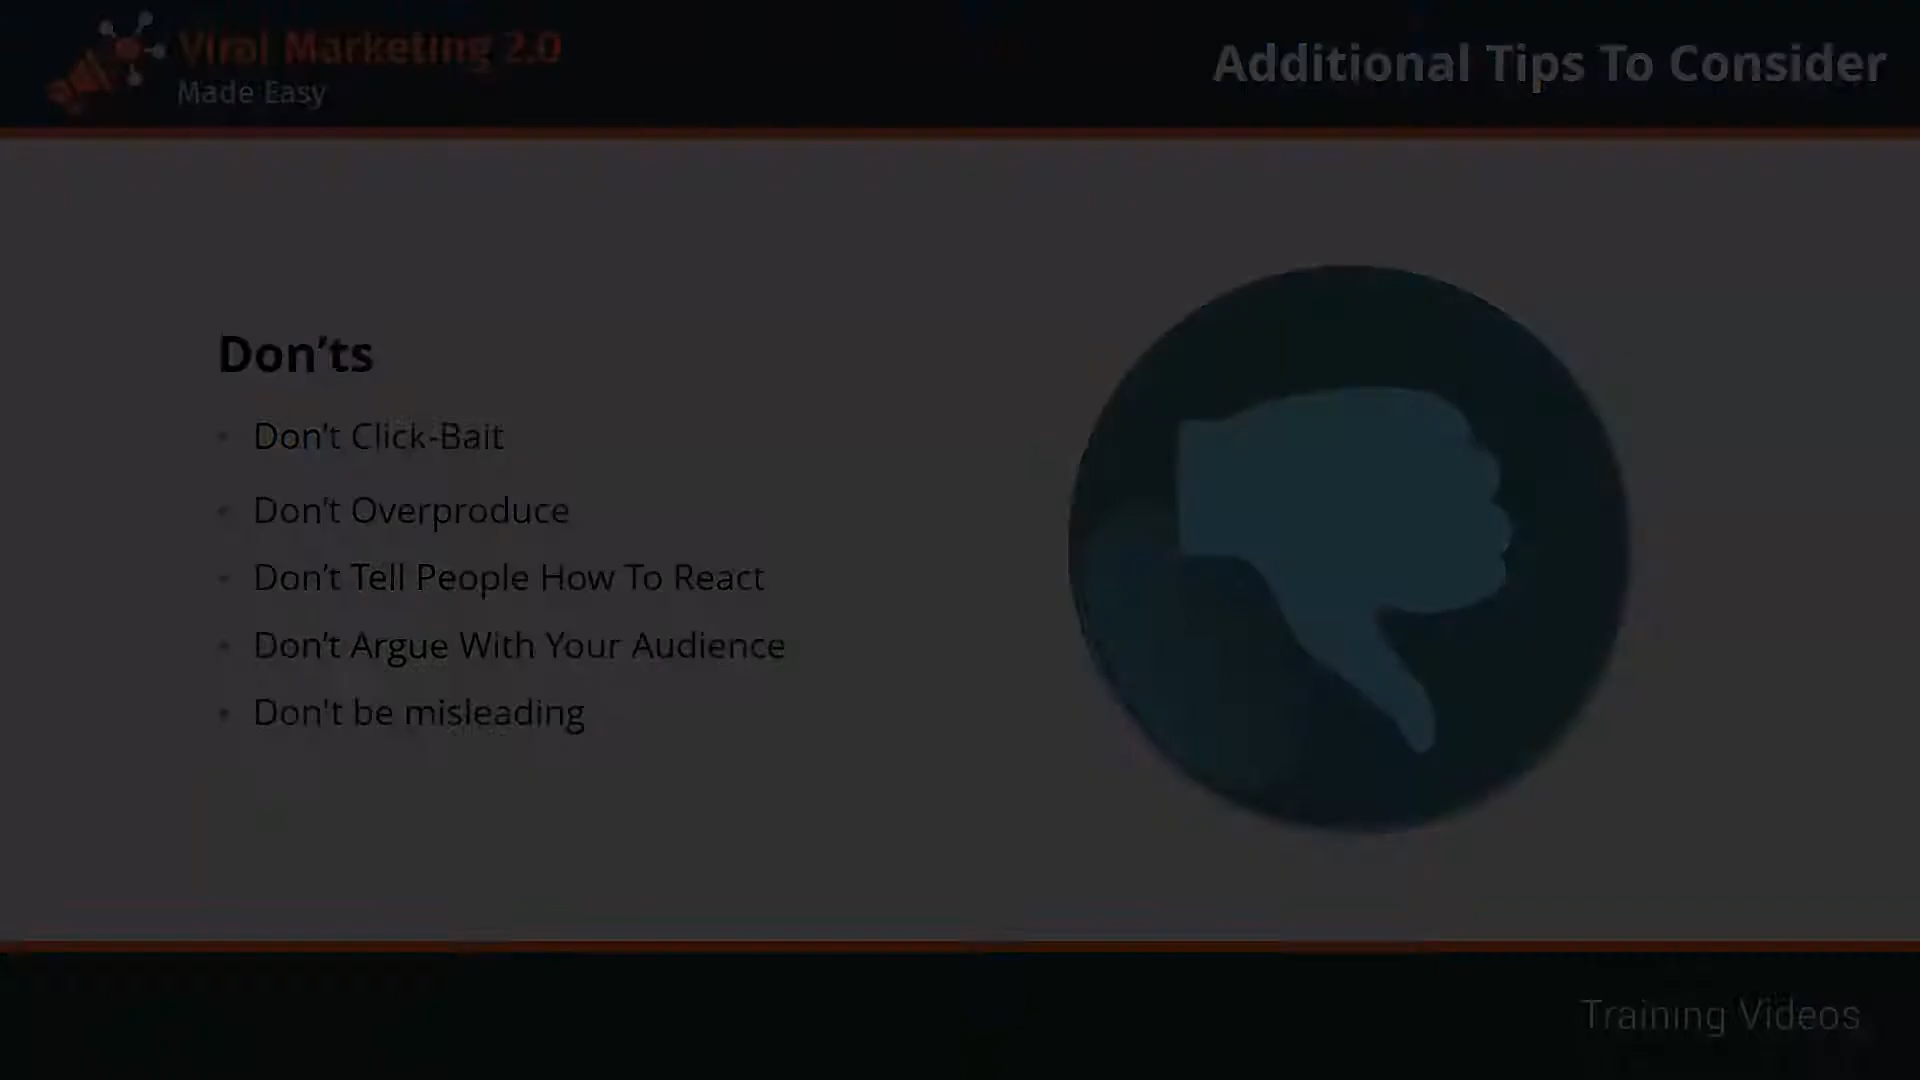 Viral Marketing 2.0
Made Easy
Additional Tips To Consider
Don’ts
• Don’t Click-Bait
• Don’t Overproduce
• Don’t Tell People How To React
• Don’t Argue With Your Audience
• Don't be misleading
Training Videos